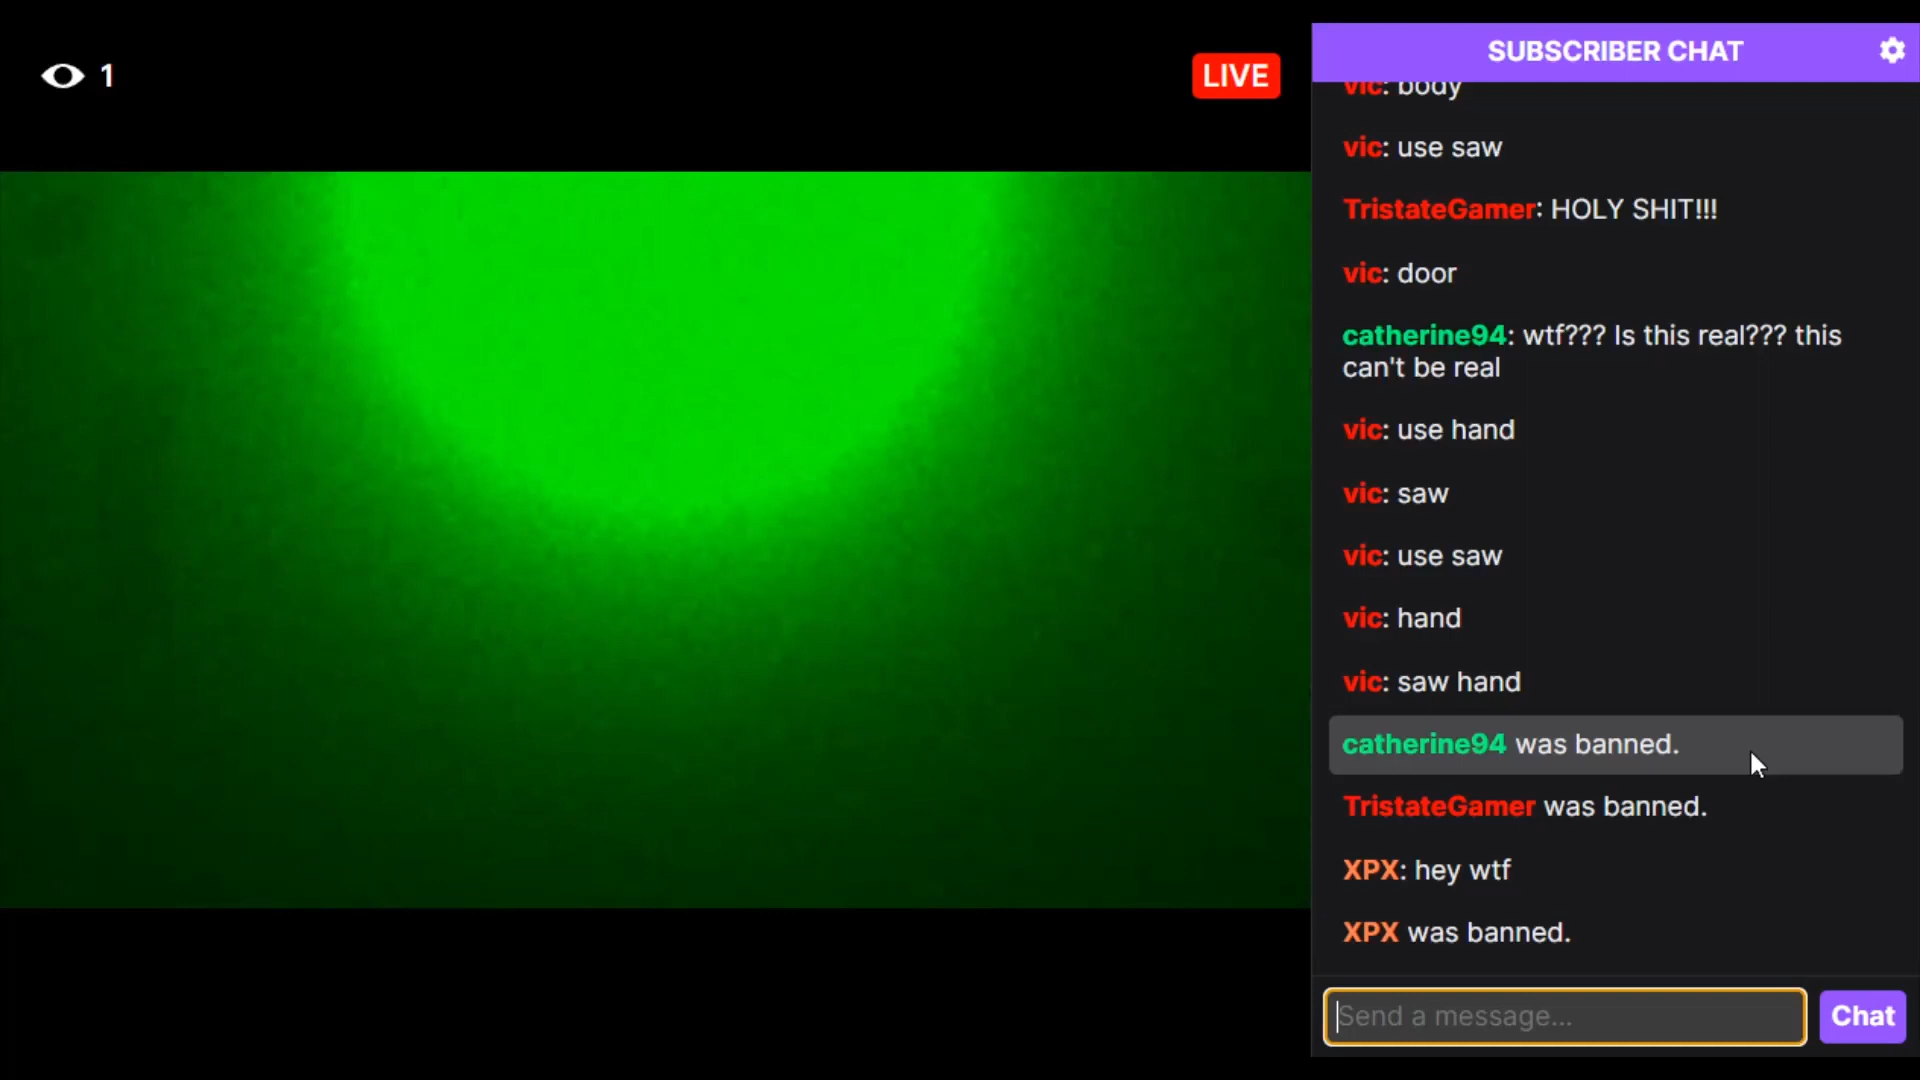 1
LIVE
SUBSCRIBER CHAT
vic: body
vic: use saw
TristateGamer: HOLY SHIT!!!
vic: door
catherine94: wtf??? Is this real??? this
can't be real
vic: use hand
vic: saw
vic: use saw
vic: hand
vic: saw hand
catherine94 was banned.
TristateGamer was banned.
XPX: hey wtf
XPX was banned.
Send a message...
Chat